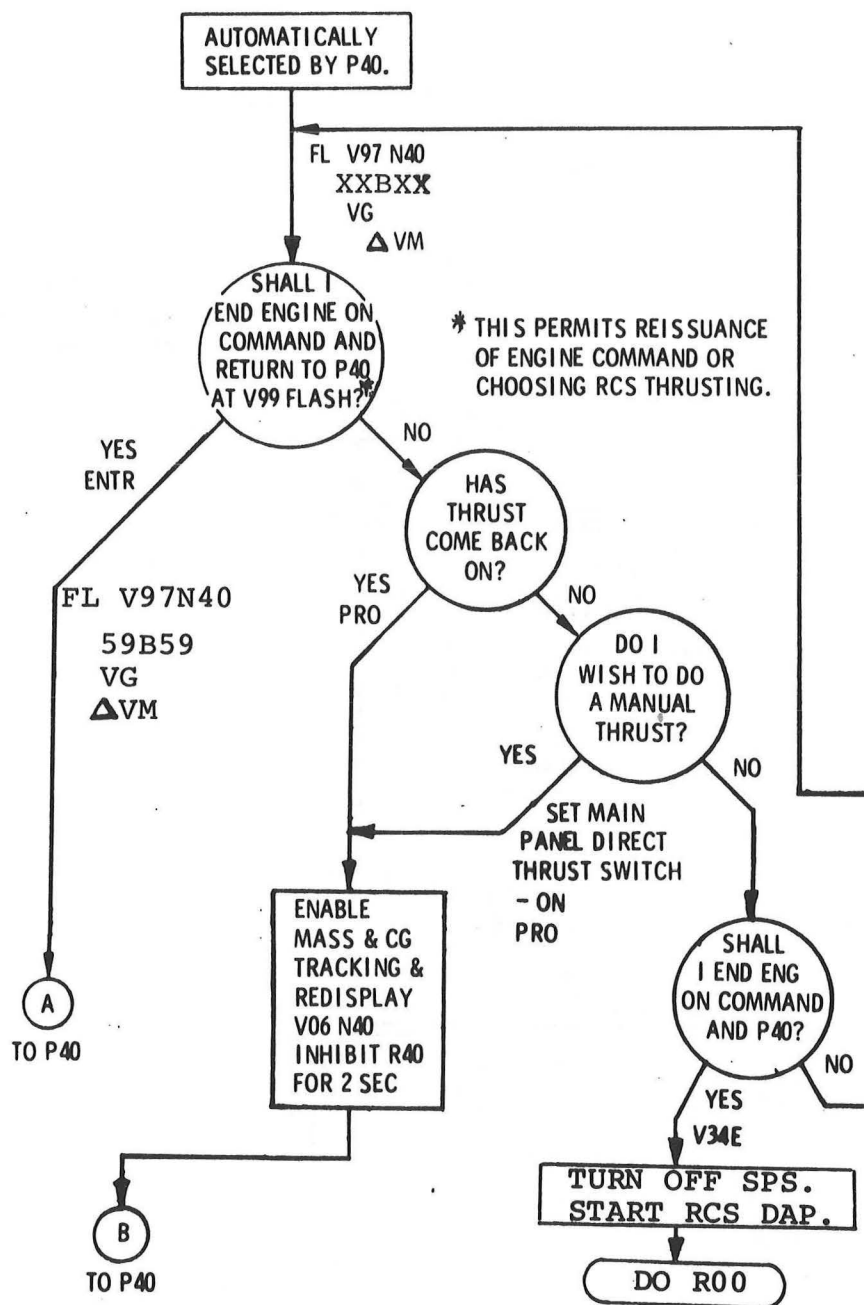 AUTOMATICALLY
SELECTED BY P40.
FL V97 N40
XXBXX
VG
Δ VM
SHALL I
END ENGINE ON
COMMAND AND
RETURN TO P40
AT V99 FLASH?*
* THIS PERMITS REISSUANCE
OF ENGINE COMMAND OR
CHOOSING RCS THRUSTING.
YES
ENTR
NO
HAS
THRUST
COME BACK
ON?
FL V97N40
59B59
VG
ΔVM
YES
PRO
NO
DO I
WISH TO DO
A MANUAL
THRUST?
YES
NO
SET MAIN
PANEL DIRECT
THRUST SWITCH
- ON
PRO
ENABLE
MASS & CG
TRACKING &
REDISPLAY
V06 N40
INHIBIT R40
FOR 2 SEC
SHALL
I END ENG
ON COMMAND
AND P40?
A
TO P40
NO
YES
V34E
TURN OFF SPS.
START RCS DAP.
B
TO P40
DO R00